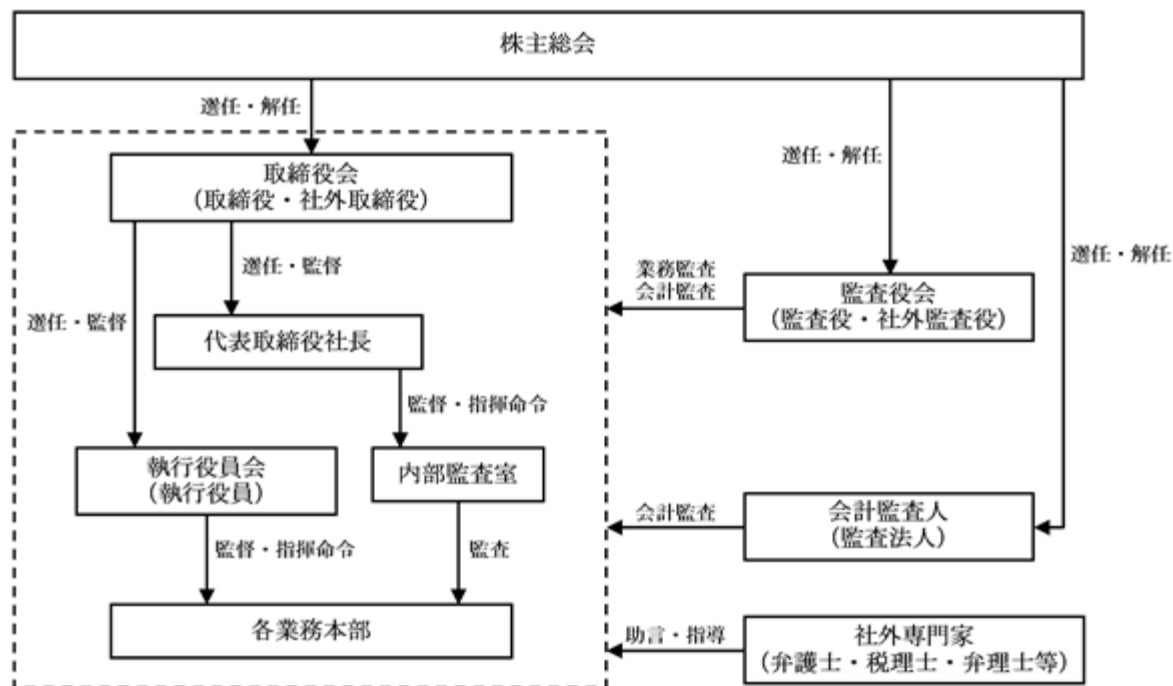 株主総会
選任・解任
選任・解任
選任・解任
取締役会
(取締役・社外取締役)
選任・監督
選任・監督
代表取締役社長
監督・指揮命令
業務監査
会計監査
監査役会
(監査役・社外監査役)
執行役員会
(執行役員)
内部監査室
監督・指揮命令
監査
会計監査
会計監査人
(監査法人)
各業務本部
助言・指導
社外専門家
(弁護士・税理士・弁理士等)